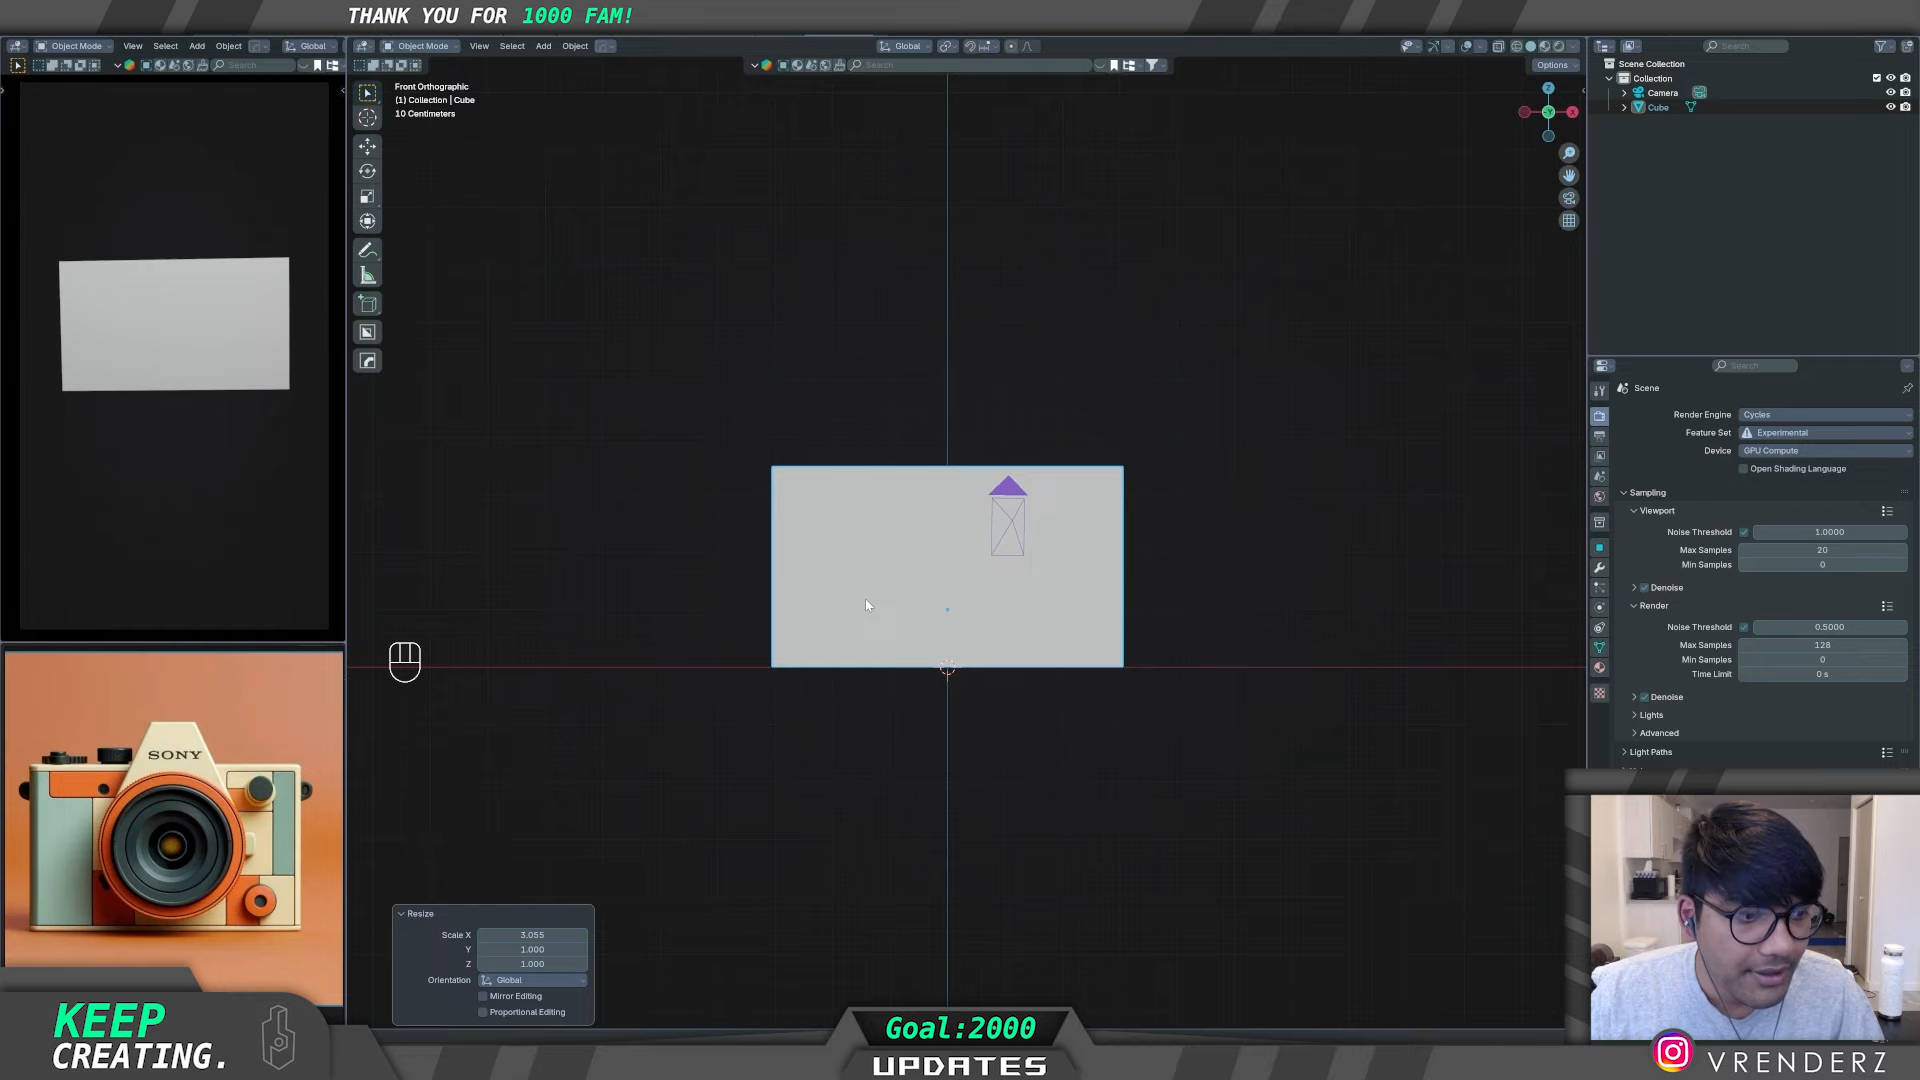 THANK YOU FOR 1000 FAM!
Object Mode View Select Add Object Global
Object Mode View Select Add Object Global
Search
Search
Options
Front Orthographic
(1) Collection | Cube
10 Centimeters
Z
X
Y
Search
Scene Collection
Collection
Camera
Cube
Search
Scene
Render Engine Cycles
Feature Set Experimental
Device GPU Compute
Open Shading Language
Sampling
Viewport
Noise Threshold 1.0000
Max Samples 20
Min Samples 0
Denoise
Render
Noise Threshold 0.5000
Max Samples 128
Min Samples 0
Time Limit 0 s
Denoise
Lights
Advanced
Light Paths
SONY
Resize
Scale X 3.055
Y 1.000
Z 1.000
Orientation Global
Mirror Editing
Proportional Editing
KEEP
CREATING.
Goal:2000
UPDATES
VRENDERZ